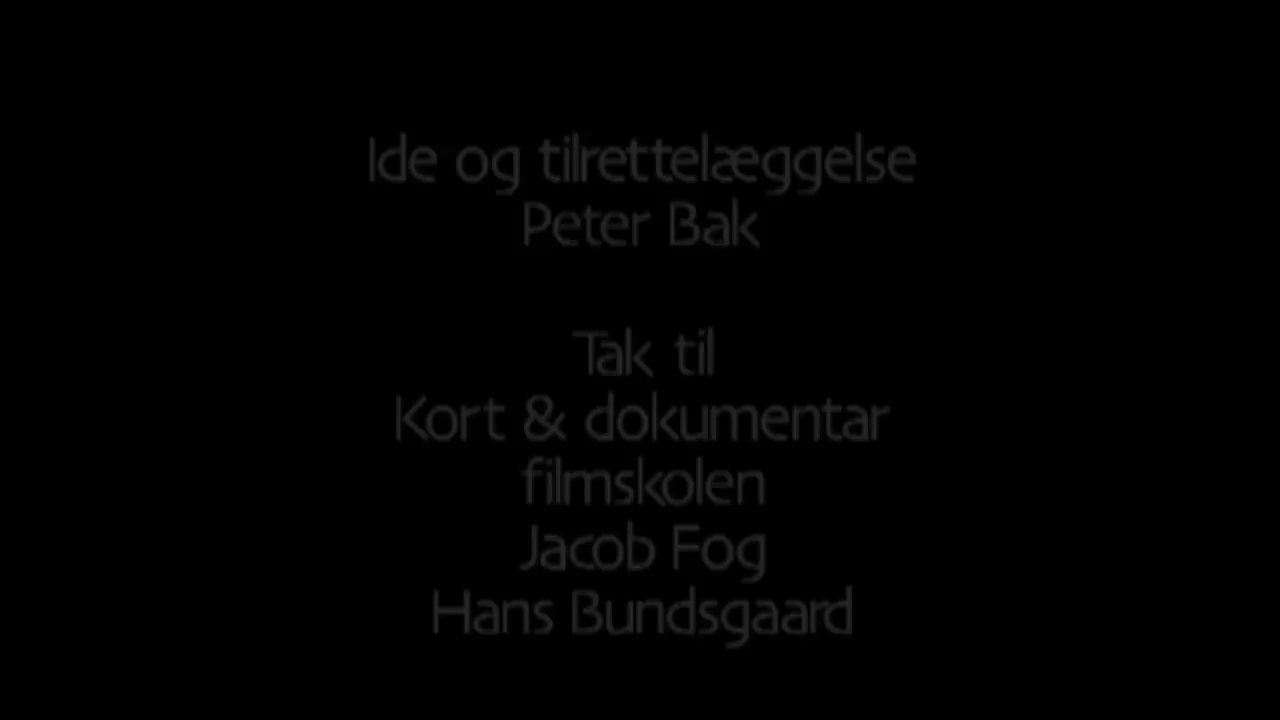 Ide og tilrettelæggelse
Peter Bak
Tak til
Kort & dokumentar
filmskolen
Jacob Fog
Hans Bundsgaard